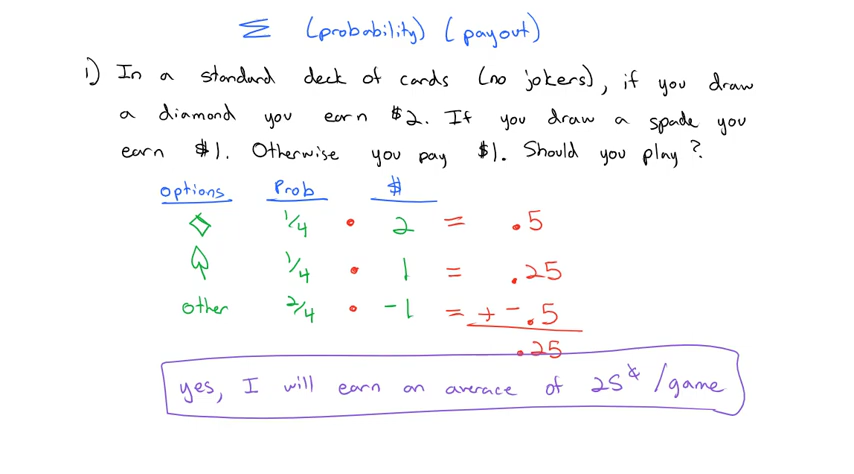 Σ (probability) (payout)
1) In a standard deck of cards (no jokers), if you draw
a diamond you earn $2. If you draw a spade you
earn $1. Otherwise you pay $1. Should you play?
options Prob $
♢ 1/4 • 2 = .5
♤ 1/4 • 1 = .25
other 2/4 • -1 = + -.5
.25
yes, I will earn an average of 25¢/game